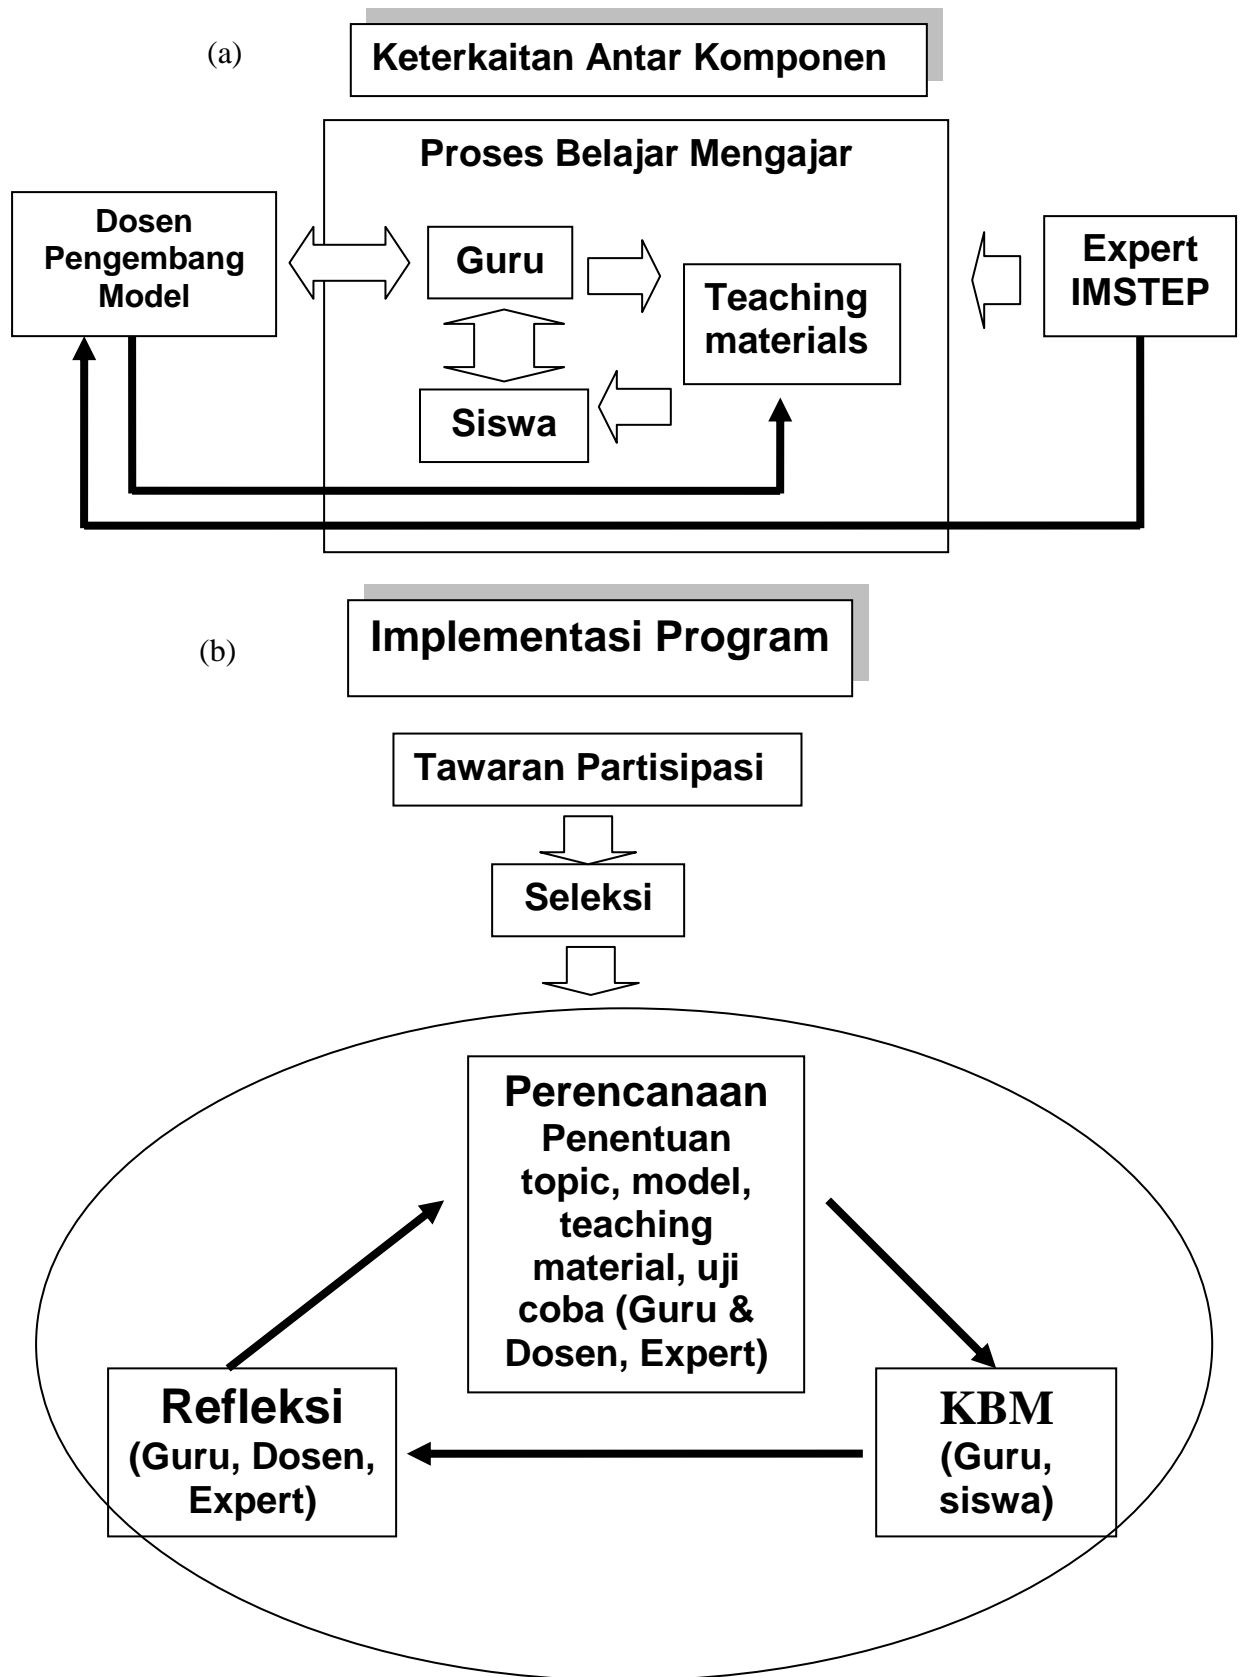 (a)
Keterkaitan Antar Komponen
Proses Belajar Mengajar
Dosen
Pengembang
Model
Guru
Teaching
materials
Siswa
Expert
IMSTEP
(b)
Implementasi Program
Tawaran Partisipasi
Seleksi
Perencanaan
Penentuan
topic, model,
teaching
material, uji
coba (Guru &
Dosen, Expert)
Refleksi
(Guru, Dosen,
Expert)
KBM
(Guru,
siswa)